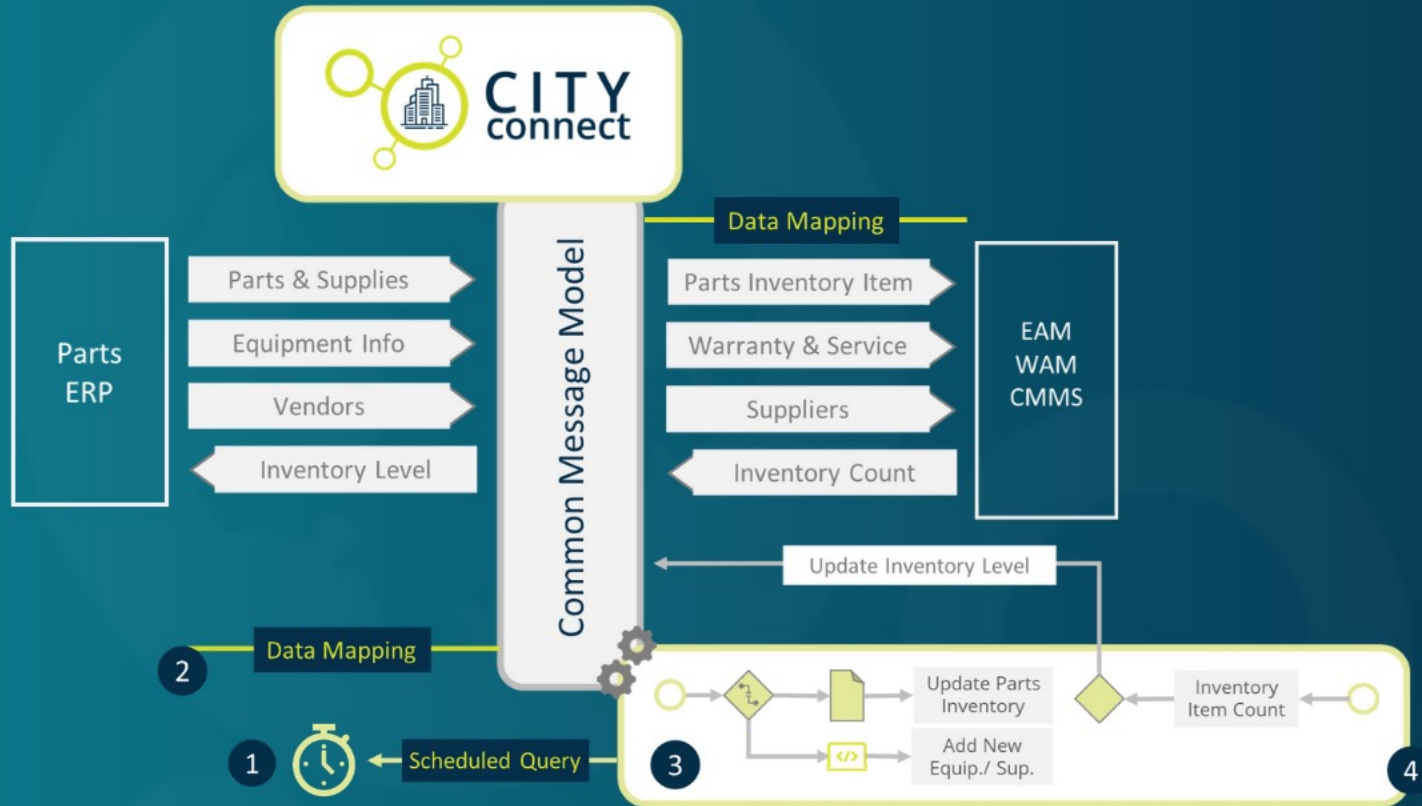 CITY
connect
Data Mapping
Parts
ERP
Parts & Supplies
Equipment Info
Vendors
Inventory Level
Common Message Model
Parts Inventory Item
Warranty & Service
Suppliers
Inventory Count
EAM
WAM
CMMS
Update Inventory Level
2
Data Mapping
1
Scheduled Query
3
</>
Update Parts
Inventory
Add New
Equip./ Sup.
Inventory
Item Count
4